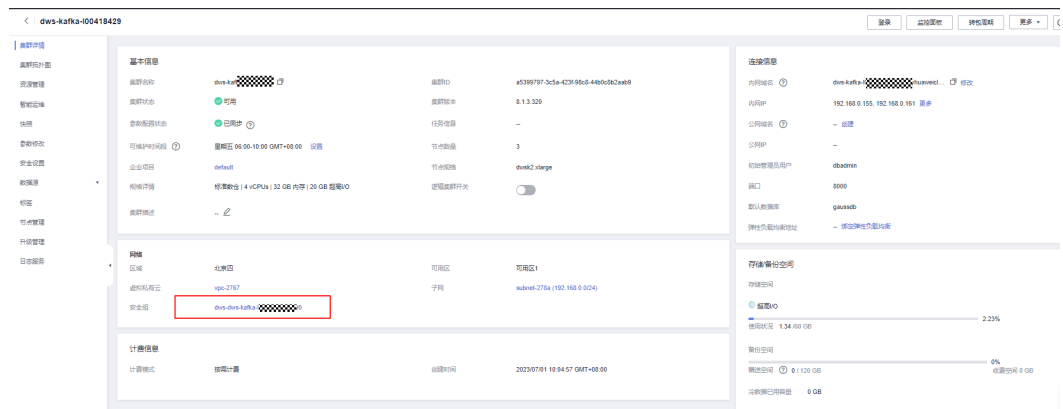 dws-kafka-l00418429
登录 监控面板 转包周期 更多
集群详情
集群拓扑图
资源管理
智能运维
快照
参数修改
安全设置
数据源
标签
节点管理
升级管理
日志服务
基本信息
集群名称 dws-kaf
集群ID a5399797-3c5a-423f-98c8-44b0c8b2aab9
集群状态 可用
集群版本 8.1.3.320
参数配置状态 已同步
任务信息 --
可维护时间段 星期五 06:00-10:00 GMT+08:00 设置
节点数量 3
企业项目 default
节点规格 dwsk2.xlarge
规格详情 标准数仓 | 4 vCPUs | 32 GB 内存 | 20 GB 超高I/O
逻辑集群开关
集群描述 --
网络
区域 北京四
可用区 可用区1
虚拟私有云 vpc-2767
子网 subnet-278a (192.168.0.0/24)
安全组 dws-dws-kafka-
计费信息
计费模式 按需计费
创建时间 2023/07/01 10:04:57 GMT+08:00
连接信息
内网域名 dws-kafka-l huaweicl... 修改
内网IP 192.168.0.155, 192.168.0.161 更多
公网域名 -- 创建
公网IP --
初始管理员用户 dbadmin
端口 8000
默认数据库 gaussdb
弹性负载均衡地址 -- 绑定弹性负载均衡
存储/备份空间
存储空间
超高I/O
2.23%
使用状况 1.34 /60 GB
备份空间
0%
赠送空间 0 / 120 GB 收费空间 0 GB
冷数据已用容量 0 GB